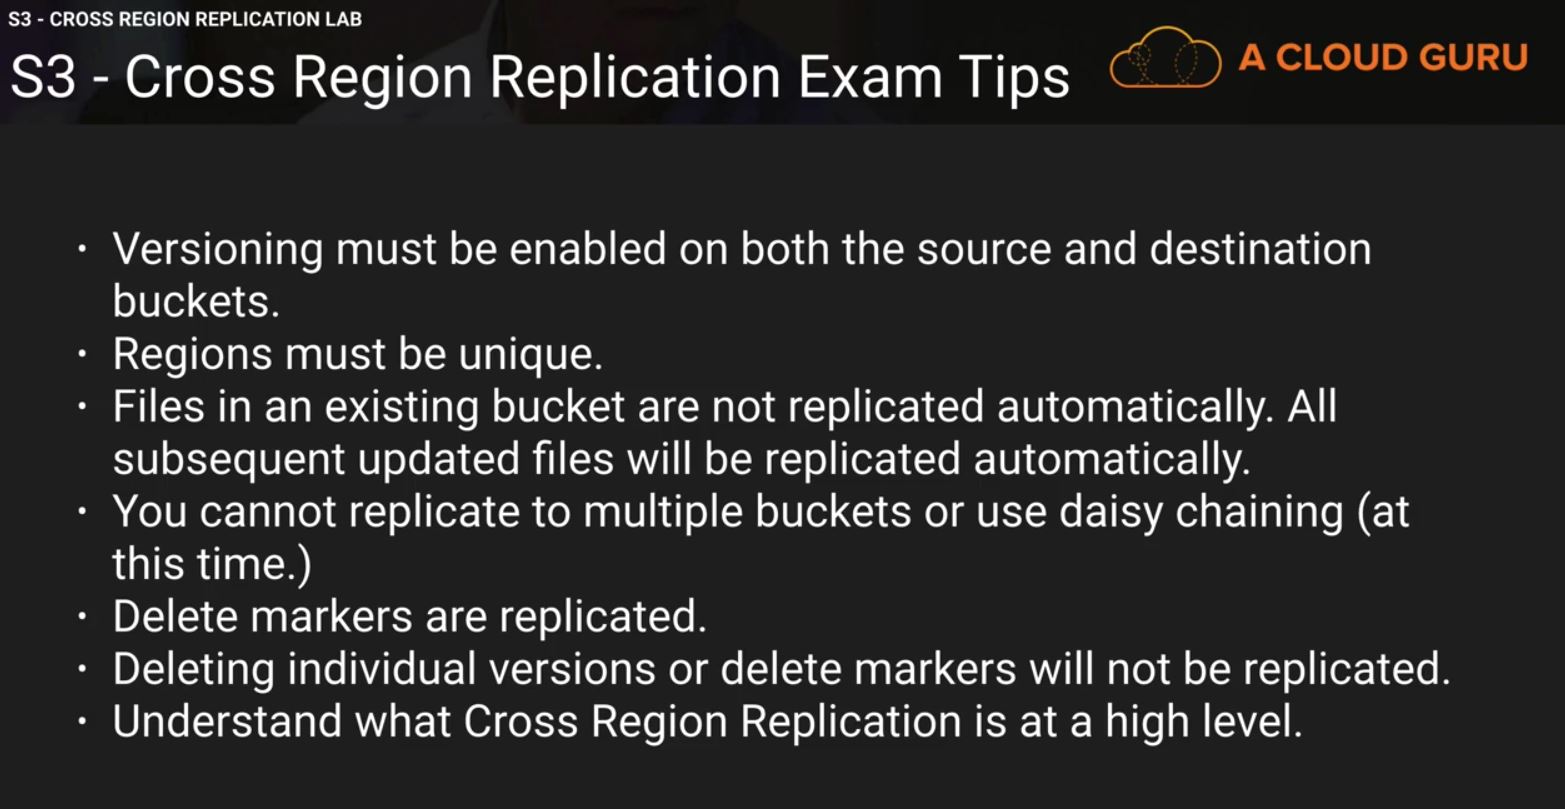 S3 - CROSS REGION REPLICATION LAB
S3 - Cross Region Replication Exam Tips
A CLOUD GURU
· Versioning must be enabled on both the source and destination
buckets.
· Regions must be unique.
· Files in an existing bucket are not replicated automatically. All
subsequent updated files will be replicated automatically.
· You cannot replicate to multiple buckets or use daisy chaining (at
this time.)
· Delete markers are replicated.
· Deleting individual versions or delete markers will not be replicated.
· Understand what Cross Region Replication is at a high level.